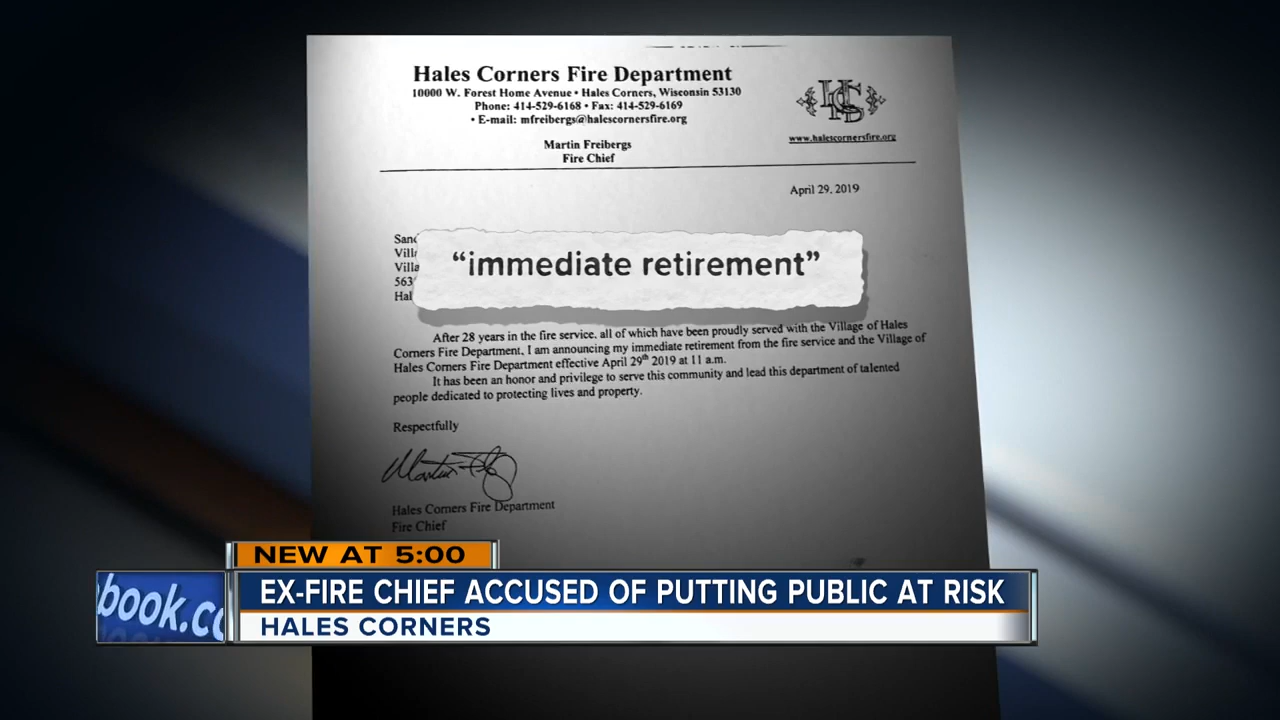 Hales Corners Fire Department
10000 W. Forest Home Avenue • Hales Corners, Wisconsin 53130
Phone: 414-529-6168 • Fax: 414-529-6169
• E-mail: mfreibergs@halescornersfire.org
Martin Freibergs
Fire Chief
HCFD
www.halescornersfire.org
April 29, 2019
“immediate retirement”
After 28 years in the fire service, all of which have been proudly served with the Village of Hales
Corners Fire Department, I am announcing my immediate retirement from the fire service and the Village of
Hales Corners Fire Department effective April 29th 2019 at 11 a.m.
It has been an honor and privilege to serve this community and lead this department of talented
people dedicated to protecting lives and property.
Respectfully
Hales Corners Fire Department
Fire Chief
NEW AT 5:00
book.co
EX-FIRE CHIEF ACCUSED OF PUTTING PUBLIC AT RISK
HALES CORNERS